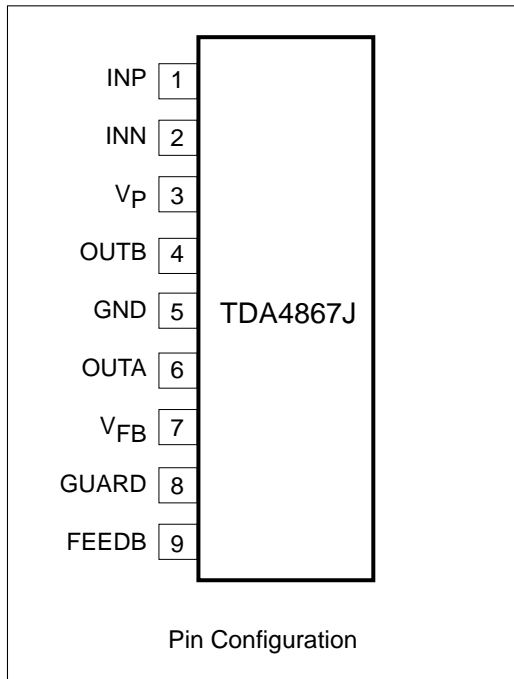 INP 1
INN 2
VP 3
OUTB 4
GND 5
TDA4867J
OUTA 6
VFB 7
GUARD 8
FEEDB 9
Pin Configuration